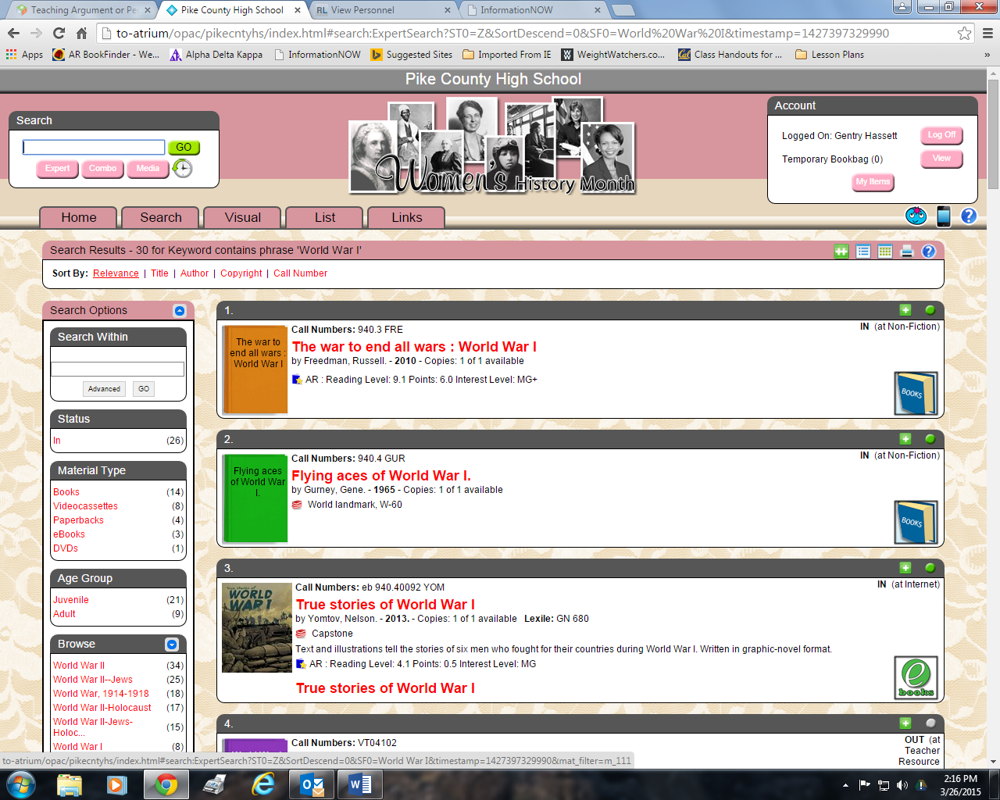 Teaching Argument or Pe
Pike County High School
RL View Personnel
InformationNOW
to-atrium/opac/pikecntyhs/index.html#search:ExpertSearch?ST0=Z&SortDescend=0&SF0=World%20War%20I&timestamp=1427397329990
Apps
AR BookFinder - We...
Alpha Delta Kappa
InformationNOW
Suggested Sites
Imported From IE
WeightWatchers.co...
Class Handouts for ...
Lesson Plans
»
Pike County High School
Search
GO
Expert
Combo
Media
Women's History Month
Account
Logged On: Gentry Hassett
Log Off
Temporary Bookbag (0)
View
My Items
Home
Search
Visual
List
Links
Search Results - 30 for Keyword contains phrase 'World War I'
Sort By: Relevance | Title | Author | Copyright | Call Number
Search Options
Search Within
Advanced
GO
Status
In (26)
Material Type
Books (14)
Videocassettes (8)
Paperbacks (4)
eBooks (3)
DVDs (1)
Age Group
Juvenile (21)
Adult (9)
Browse
World War II (34)
World War II--Jews (25)
World War, 1914-1918 (18)
World War II-Holocaust (17)
World War II-Jews-
Holoc... (15)
World War I (8)
1.
The war to
end all wars :
World War I
Call Numbers: 940.3 FRE
IN (at Non-Fiction)
The war to end all wars : World War I
by Freedman, Russell. - 2010 - Copies: 1 of 1 available
AR : Reading Level: 9.1 Points: 6.0 Interest Level: MG+
BOOKS
2.
Flying aces
of World War
I.
Call Numbers: 940.4 GUR
IN (at Non-Fiction)
Flying aces of World War I.
by Gurney, Gene. - 1965 - Copies: 1 of 1 available
World landmark, W-60
BOOKS
3.
True stories of
WORLD
WAR I
Call Numbers: eb 940.40092 YOM
IN (at Internet)
True stories of World War I
by Yomtov, Nelson. - 2013. - Copies: 1 of 1 available Lexile: GN 680
Capstone
Text and illustrations tell the stories of six men who fought for their countries during World War I. Written in graphic-novel format.
AR : Reading Level: 4.1 Points: 0.5 Interest Level: MG
True stories of World War I
e
books
4.
Call Numbers: VT04102
OUT (at
Teacher
Resource
to-atrium/opac/pikecntyhs/index.html#search:ExpertSearch?ST0=Z&SortDescend=0&SF0=World War I&timestamp=1427397329990&mat_filter=m_111
2:16 PM
3/26/2015